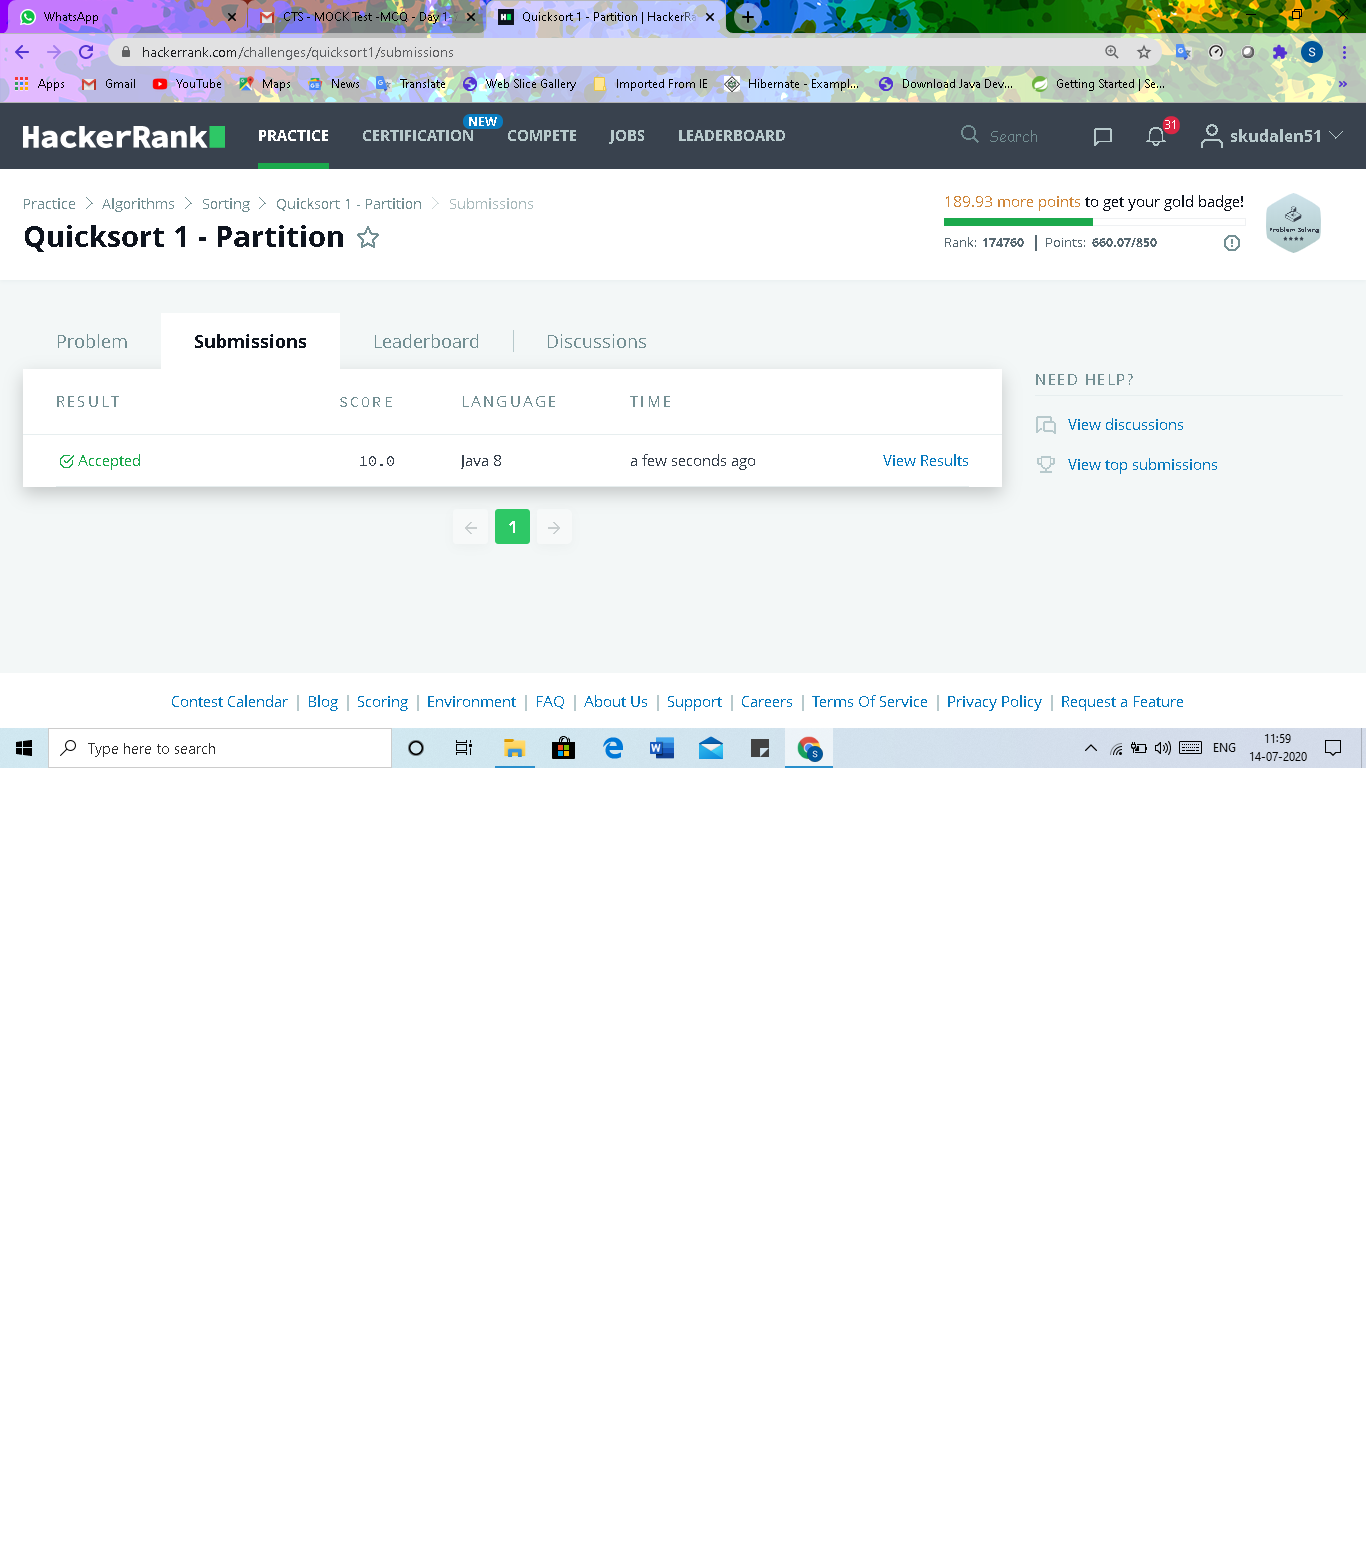 WhatsApp
CTS - MOCK Test -MCQ - Day 1-
Quicksort 1 - Partition | HackerRa
hackerrank.com/challenges/quicksort1/submissions
Apps Gmail YouTube Maps News Translate Web Slice Gallery Imported From IE Hibernate - Exampl... Download Java Dev... Getting Started | Se... »
HackerRank PRACTICE CERTIFICATION NEW COMPETE JOBS LEADERBOARD Search 31 skudalen51
Practice > Algorithms > Sorting > Quicksort 1 - Partition > Submissions
Quicksort 1 - Partition
189.93 more points to get your gold badge!
Rank: 174760 | Points: 660.07/850
Problem Solving
Problem Submissions Leaderboard Discussions
RESULT SCORE LANGUAGE TIME
Accepted 10.0 Java 8 a few seconds ago View Results
1
NEED HELP?
View discussions
View top submissions
Contest Calendar | Blog | Scoring | Environment | FAQ | About Us | Support | Careers | Terms Of Service | Privacy Policy | Request a Feature
Type here to search
ENG
11:59
14-07-2020